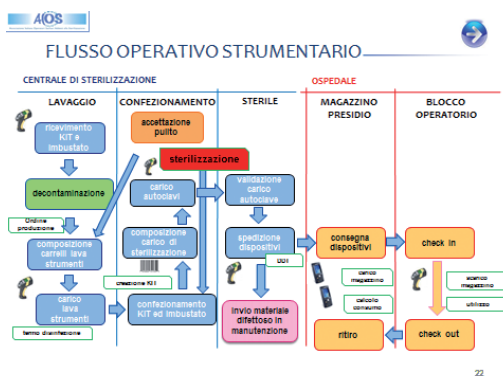 AIOS
FLUSSO OPERATIVO STRUMENTARIO
CENTRALE DI STERILIZZAZIONE
OSPEDALE
LAVAGGIO
CONFEZIONAMENTO
STERILE
MAGAZZINO
PRESIDIO
BLOCCO
OPERATORIO
ricevimento
KIT e
imbustato
accettazione
pulito
sterilizzazione
decontaminazione
carico
autoclavi
validazione
carico
autoclave
Ordine
produzione
composizione
carrelli lava
strumenti
composizione
carico di
sterilizzazione
spedizione
dispositivi
DDT
consegna
dispositivi
check in
creazione KIT
carico
magazzino
scarico
magazzino
carico
lava
strumenti
confezionamento
KIT ed imbustato
invio materiale
difettoso in
manutenzione
calcolo
consumo
utilizzo
termo disinfezione
ritiro
check out
22